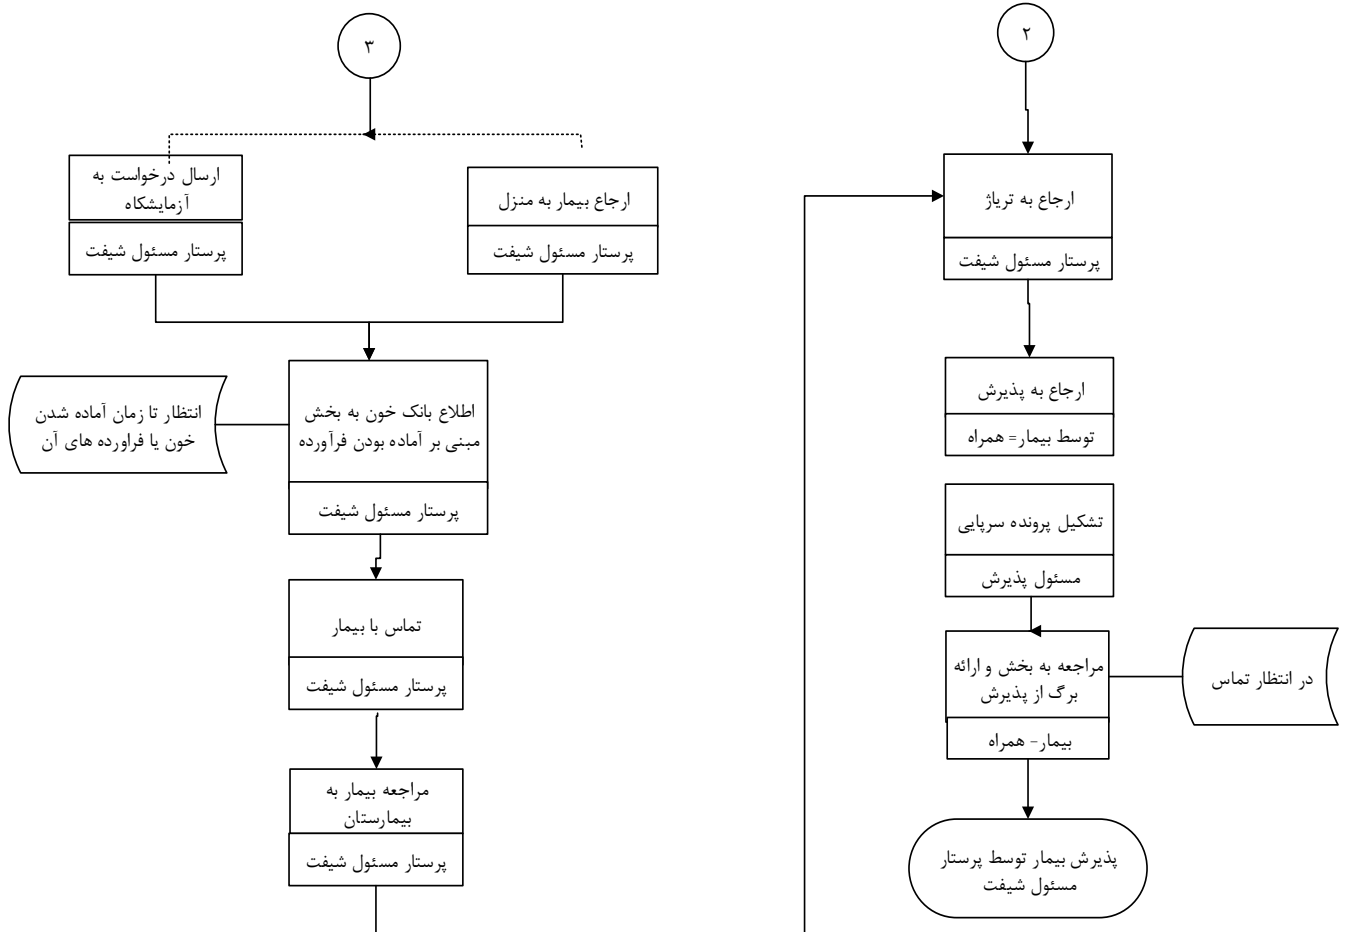 ۲
ارجاع به تریاژ
پرستار مسئول شیفت
ارجاع به پذیرش
توسط بیمار= همراه
تشکیل پرونده سرپایی
مسئول پذیرش
مراجعه به بخش و ارائه
برگ از پذیرش
بیمار- همراه
در انتظار تماس
پذیرش بیمار توسط پرستار
مسئول شیفت
۳
ارجاع بیمار به منزل
پرستار مسئول شیفت
ارسال درخواست به
آزمایشگاه
پرستار مسئول شیفت
اطلاع بانک خون به بخش
مبنی بر آماده بودن فرآورده
پرستار مسئول شیفت
انتظار تا زمان آماده شدن
خون یا فراورده های آن
تماس با بیمار
پرستار مسئول شیفت
مراجعه بیمار به
بیمارستان
پرستار مسئول شیفت